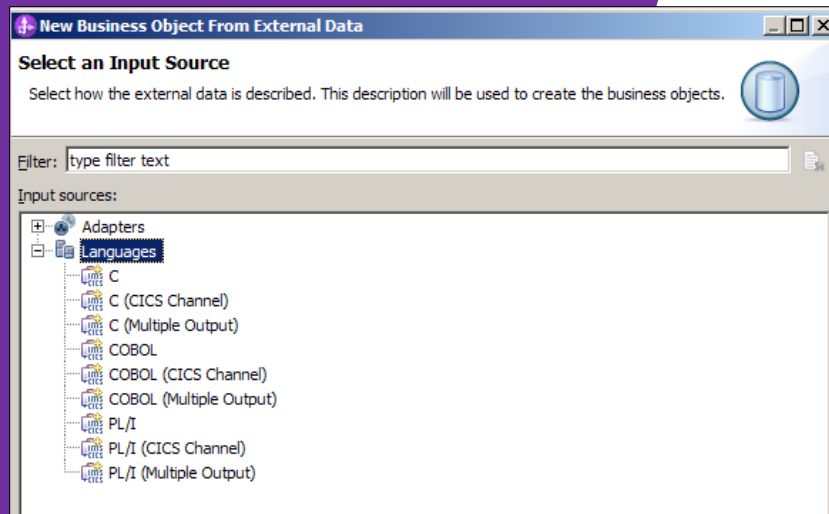 New Business Object From External Data
Select an Input Source
Select how the external data is described. This description will be used to create the business objects.
Filter: type filter text
Input sources:
Adapters
Languages
C
C (CICS Channel)
C (Multiple Output)
COBOL
COBOL (CICS Channel)
COBOL (Multiple Output)
PL/I
PL/I (CICS Channel)
PL/I (Multiple Output)